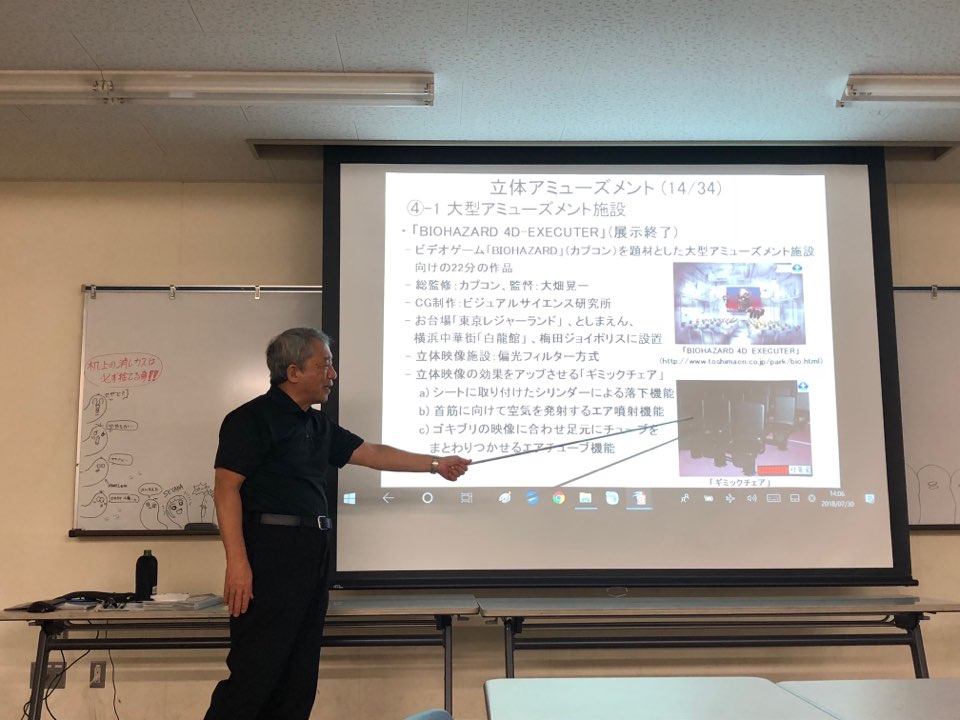 立体アミューズメント(14/34)
④-1 大型アミューズメント施設
・「BIOHAZARD 4D-EXECUTER」(展示終了)
- ビデオゲーム「BIOHAZARD」(カプコン)を題材とした大型アミューズメント施設
向けの22分の作品
- 総監修:カプコン、監督:大畑晃一
- CG制作:ビジュアルサイエンス研究所
- お台場「東京レジャーランド」、としまえん、
横浜中華街「白龍館」、梅田ジョイポリスに設置
- 立体映像施設:偏光フィルター方式
- 立体映像の効果をアップさせる「ギミックチェア」
a)シートに取り付けたシリンダーによる落下機能
b)首筋に向けて空気を発射するエア噴射機能
c)ゴキブリの映像に合わせ足元にチューブを
まとわりつかせるエアチューブ機能
「BIOHAZARD 4D EXECUTER」
(http://www.toshimaen.co.jp/park/bio.html)
「ギミックチェア」
14:06
2018/07/30
机上の消しカスは
必ず捨てる事!!